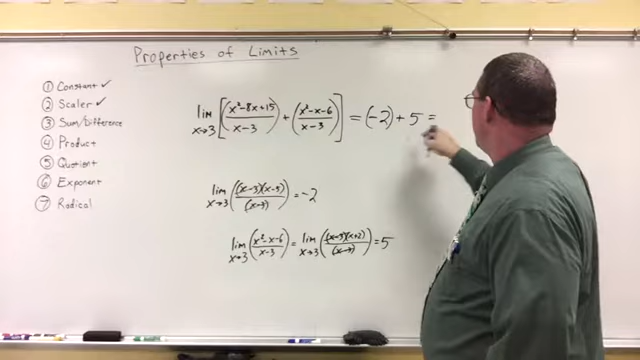 Properties of Limits
① Constant ✓
② Scaler ✓
③ Sum/Difference
④ Product
⑤ Quotient
⑥ Exponent
⑦ Radical
lim x→3 [(x²-8x+15 / x-3) + (x²-x-6 / x-3)] = (-2) + 5 =
lim x→3 ((x-3)(x-5) / (x-3)) = -2
lim x→3 (x²-x-6 / x-3) = lim x→3 ((x-3)(x+2) / (x-3)) = 5